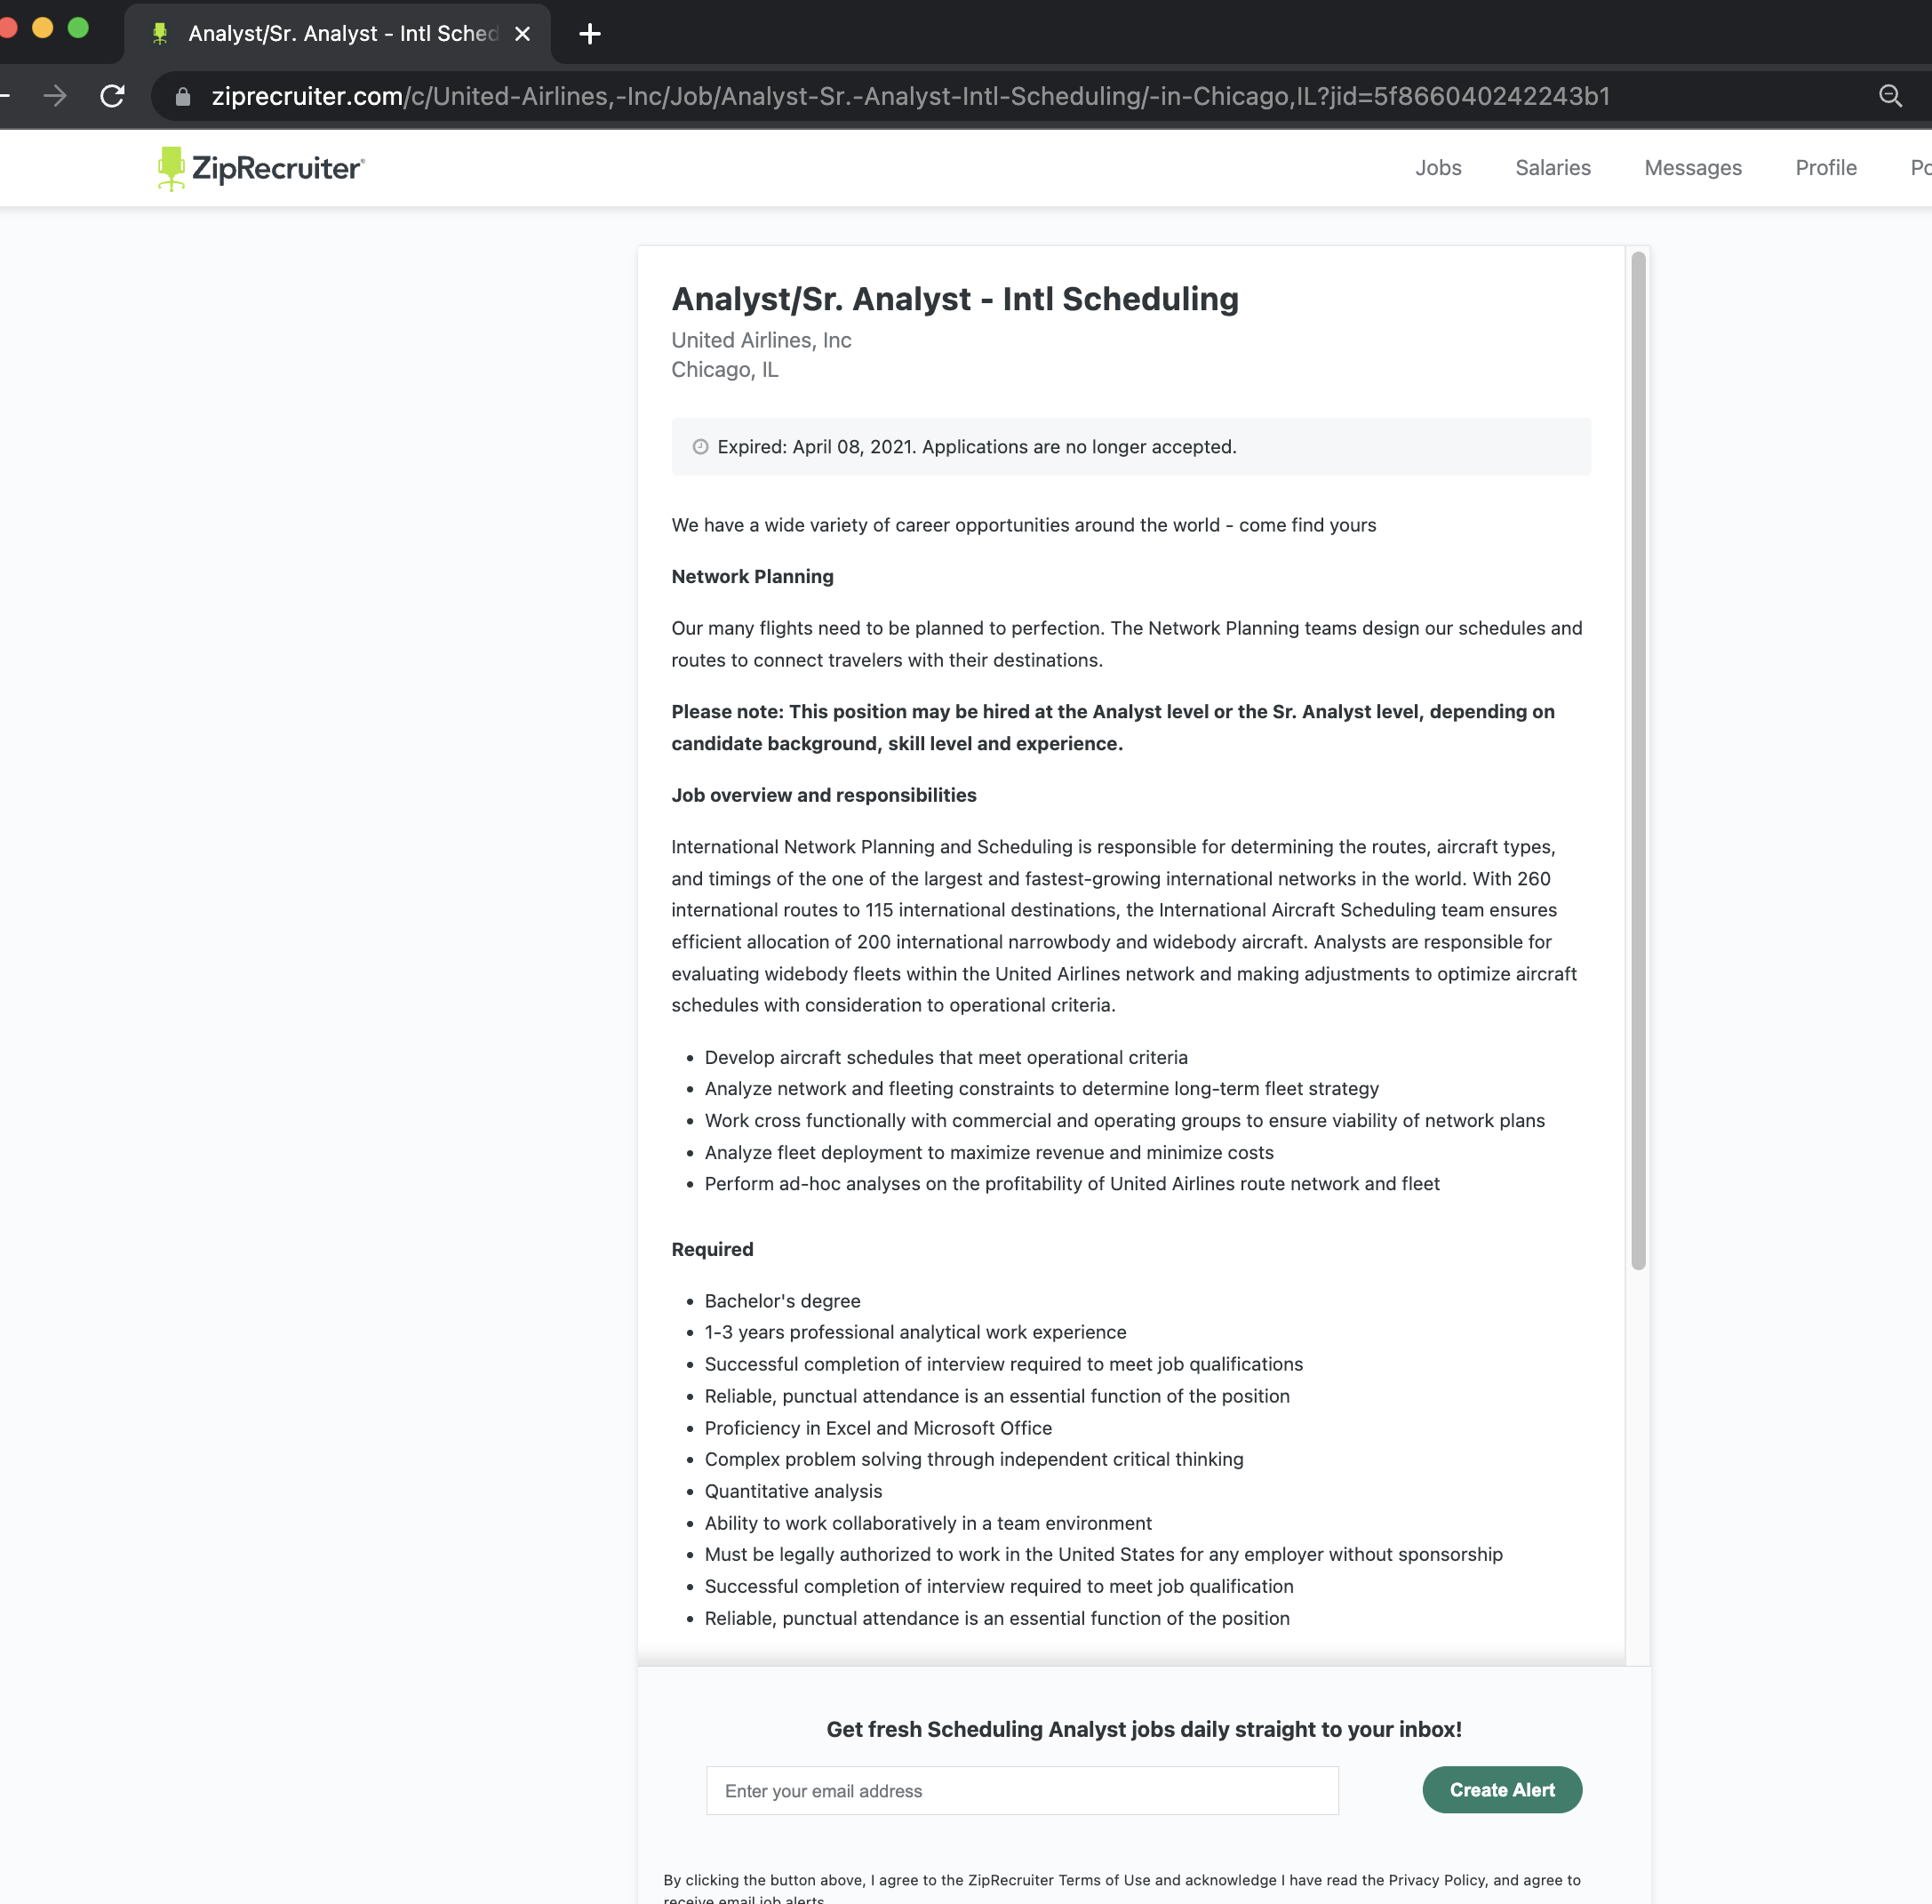 Analyst/Sr. Analyst - Intl Sched
ziprecruiter.com/c/United-Airlines,-Inc/Job/Analyst-Sr.-Analyst-Intl-Scheduling/-in-Chicago,IL?jid=5f866040242243b1
ZipRecruiter
Jobs Salaries Messages Profile
Analyst/Sr. Analyst - Intl Scheduling
United Airlines, Inc
Chicago, IL
Expired: April 08, 2021. Applications are no longer accepted.
We have a wide variety of career opportunities around the world - come find yours
Network Planning
Our many flights need to be planned to perfection. The Network Planning teams design our schedules and
routes to connect travelers with their destinations.
Please note: This position may be hired at the Analyst level or the Sr. Analyst level, depending on
candidate background, skill level and experience.
Job overview and responsibilities
International Network Planning and Scheduling is responsible for determining the routes, aircraft types,
and timings of the one of the largest and fastest-growing international networks in the world. With 260
international routes to 115 international destinations, the International Aircraft Scheduling team ensures
efficient allocation of 200 international narrowbody and widebody aircraft. Analysts are responsible for
evaluating widebody fleets within the United Airlines network and making adjustments to optimize aircraft
schedules with consideration to operational criteria.
• Develop aircraft schedules that meet operational criteria
• Analyze network and fleeting constraints to determine long-term fleet strategy
• Work cross functionally with commercial and operating groups to ensure viability of network plans
• Analyze fleet deployment to maximize revenue and minimize costs
• Perform ad-hoc analyses on the profitability of United Airlines route network and fleet
Required
• Bachelor's degree
• 1-3 years professional analytical work experience
• Successful completion of interview required to meet job qualifications
• Reliable, punctual attendance is an essential function of the position
• Proficiency in Excel and Microsoft Office
• Complex problem solving through independent critical thinking
• Quantitative analysis
• Ability to work collaboratively in a team environment
• Must be legally authorized to work in the United States for any employer without sponsorship
• Successful completion of interview required to meet job qualification
• Reliable, punctual attendance is an essential function of the position
Get fresh Scheduling Analyst jobs daily straight to your inbox!
Enter your email address
Create Alert
By clicking the button above, I agree to the ZipRecruiter Terms of Use and acknowledge I have read the Privacy Policy, and agree to
receive email job alerts